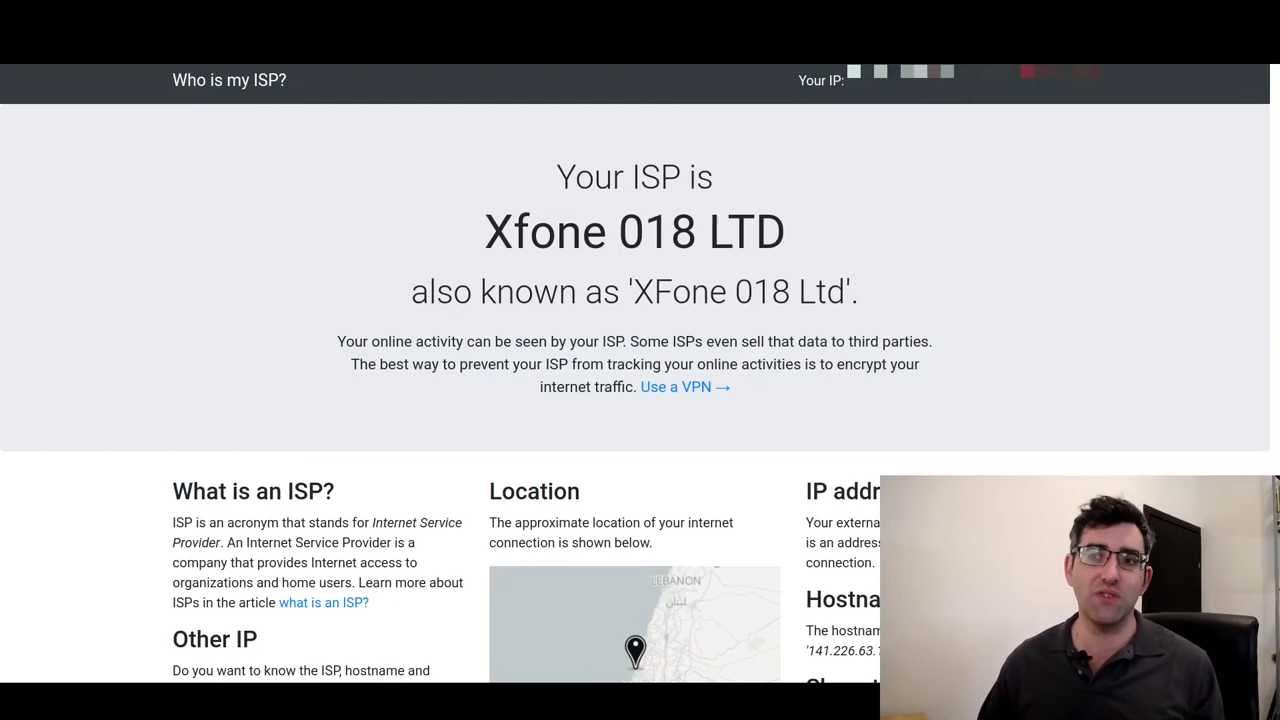 Who is my ISP?
Your IP:
Your ISP is
Xfone 018 LTD
also known as 'XFone 018 Ltd'.
Your online activity can be seen by your ISP. Some ISPs even sell that data to third parties.
The best way to prevent your ISP from tracking your online activities is to encrypt your
internet traffic. Use a VPN →
What is an ISP?
ISP is an acronym that stands for Internet Service
Provider. An Internet Service Provider is a
company that provides Internet access to
organizations and home users. Learn more about
ISPs in the article what is an ISP?
Other IP
Do you want to know the ISP, hostname and
Location
The approximate location of your internet
connection is shown below.
LEBANON
لبنان
IP addr
Your externa
is an address
connection.
Hostna
The hostnam
'141.226.63.